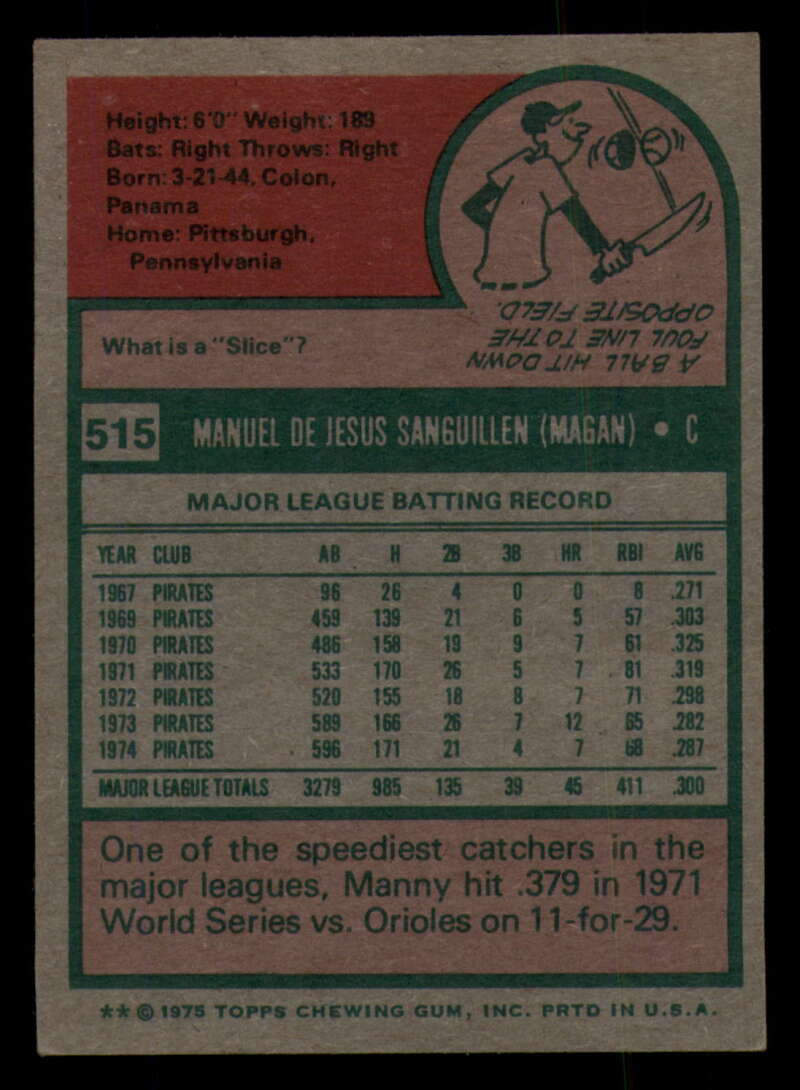 Height: 6'0" Weight: 189
Bats: Right Throws: Right
Born: 3-21-44, Colon,
Panama
Home: Pittsburgh,
Pennsylvania
What is a "Slice"?
A BALL HIT DOWN
FOUL LINE TO THE
OPPOSITE FIELD.
515 MANUEL DE JESUS SANGUILLEN (MAGAN) • C
MAJOR LEAGUE BATTING RECORD
YEAR CLUB AB H 2B 3B HR RBI AVG
1967 PIRATES 96 26 4 0 0 8 .271
1969 PIRATES 459 139 21 6 5 57 .303
1970 PIRATES 486 158 19 9 7 61 .325
1971 PIRATES 533 170 26 5 7 81 .319
1972 PIRATES 520 155 18 8 7 71 .298
1973 PIRATES 589 166 26 7 12 65 .282
1974 PIRATES 596 171 21 4 7 68 .287
MAJOR LEAGUE TOTALS 3279 985 135 39 45 411 .300
One of the speediest catchers in the
major leagues, Manny hit .379 in 1971
World Series vs. Orioles on 11-for-29.
** © 1975 TOPPS CHEWING GUM, INC. PRTD IN U.S.A.